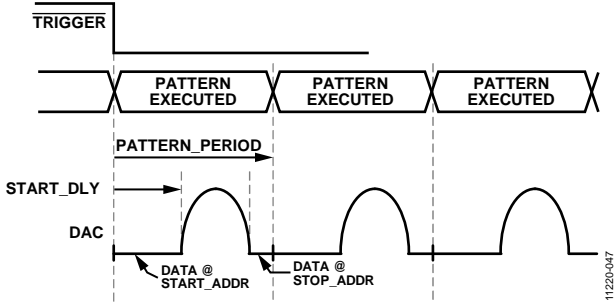 TRIGGER
PATTERN
EXECUTED
PATTERN
EXECUTED
PATTERN
EXECUTED
PATTERN_PERIOD
START_DLY
DAC
DATA @
START_ADDR
DATA @
STOP_ADDR
11220-047